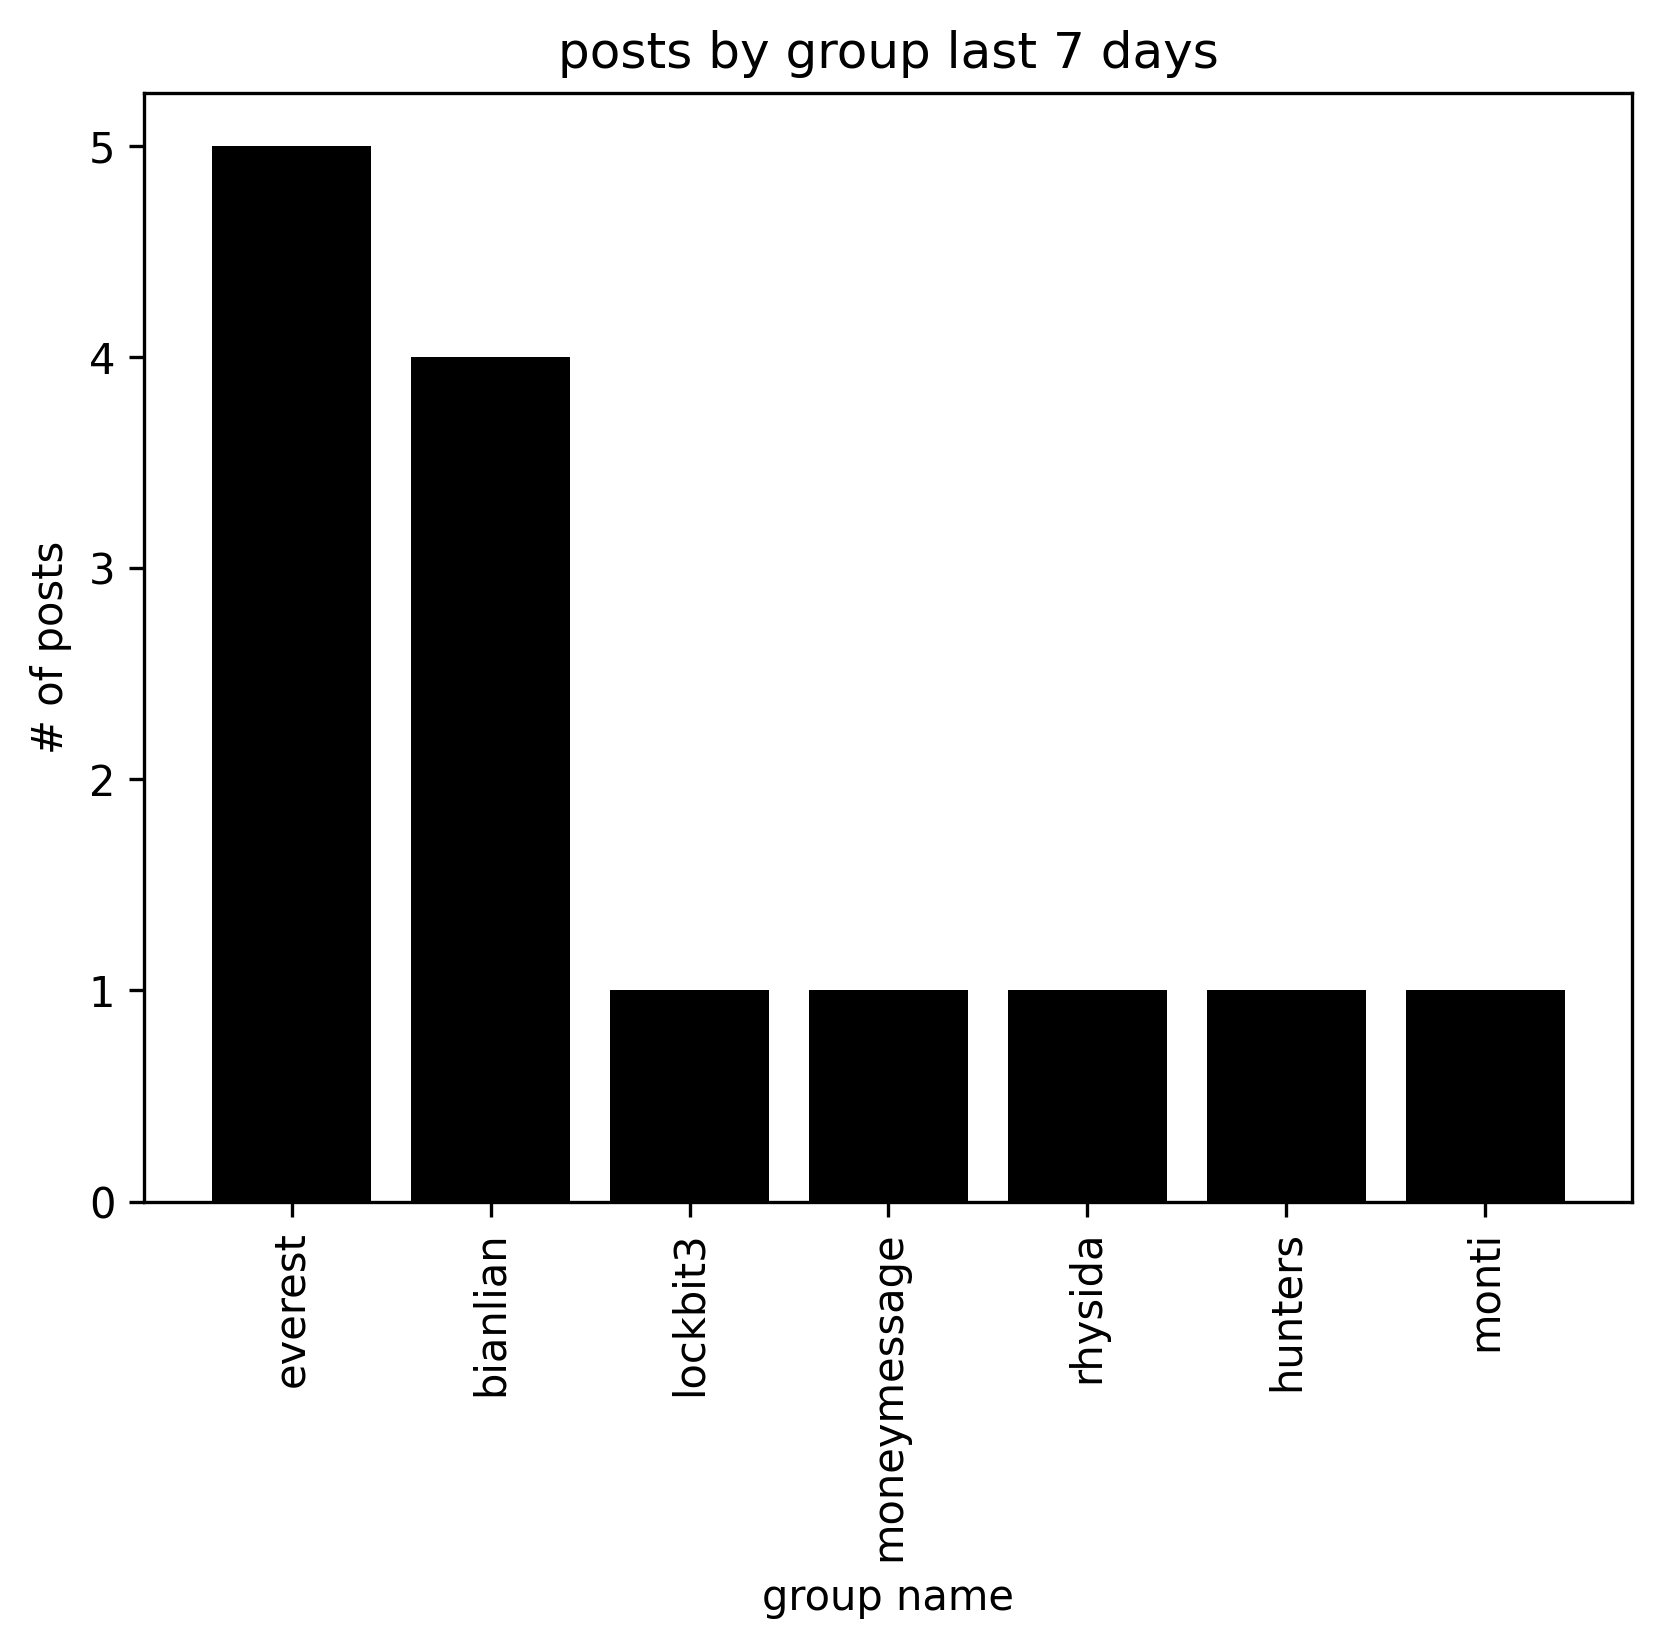 posts by group last 7 days
# of posts
5
4
3
2
1
0
everest
bianlian
lockbit3
moneymessage
rhysida
hunters
monti
group name